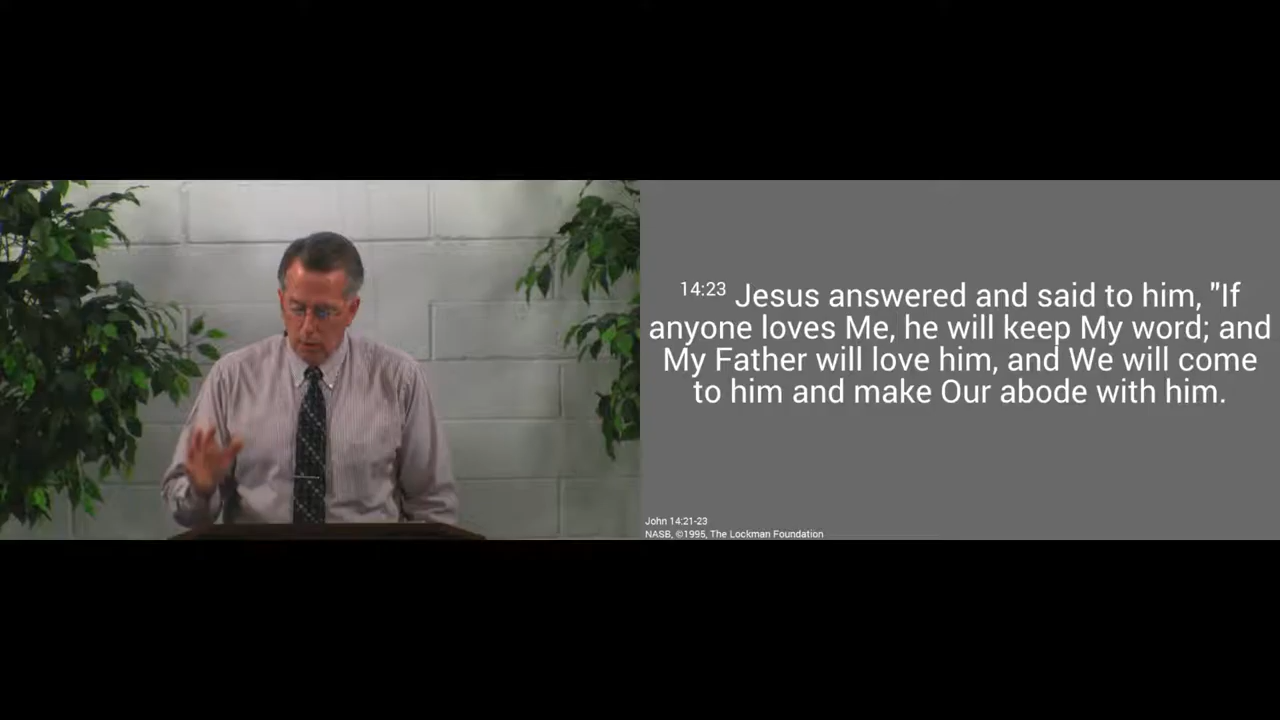 14:23 Jesus answered and said to him, "If
anyone loves Me, he will keep My word; and
My Father will love him, and We will come
to him and make Our abode with him.
John 14:21-23
NASB, ©1995, The Lockman Foundation